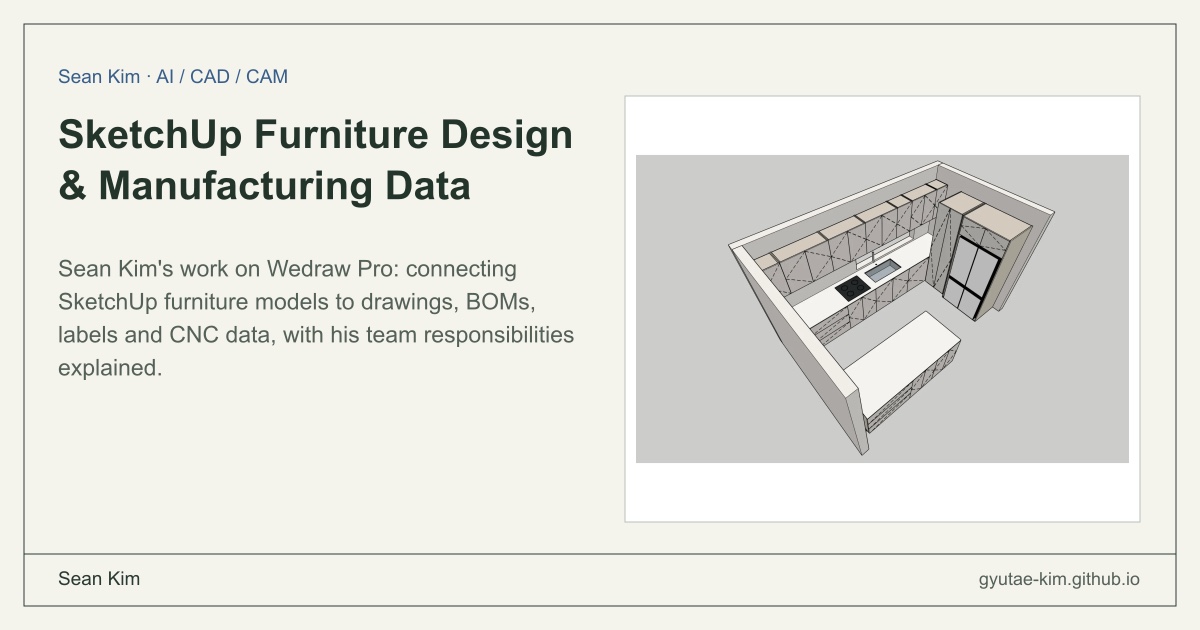 Sean Kim · AI / CAD / CAM
SketchUp Furniture Design
& Manufacturing Data
Sean Kim's work on Wedraw Pro: connecting
SketchUp furniture models to drawings, BOMs,
labels and CNC data, with his team responsibilities
explained.
Sean Kim
gyutae-kim.github.io